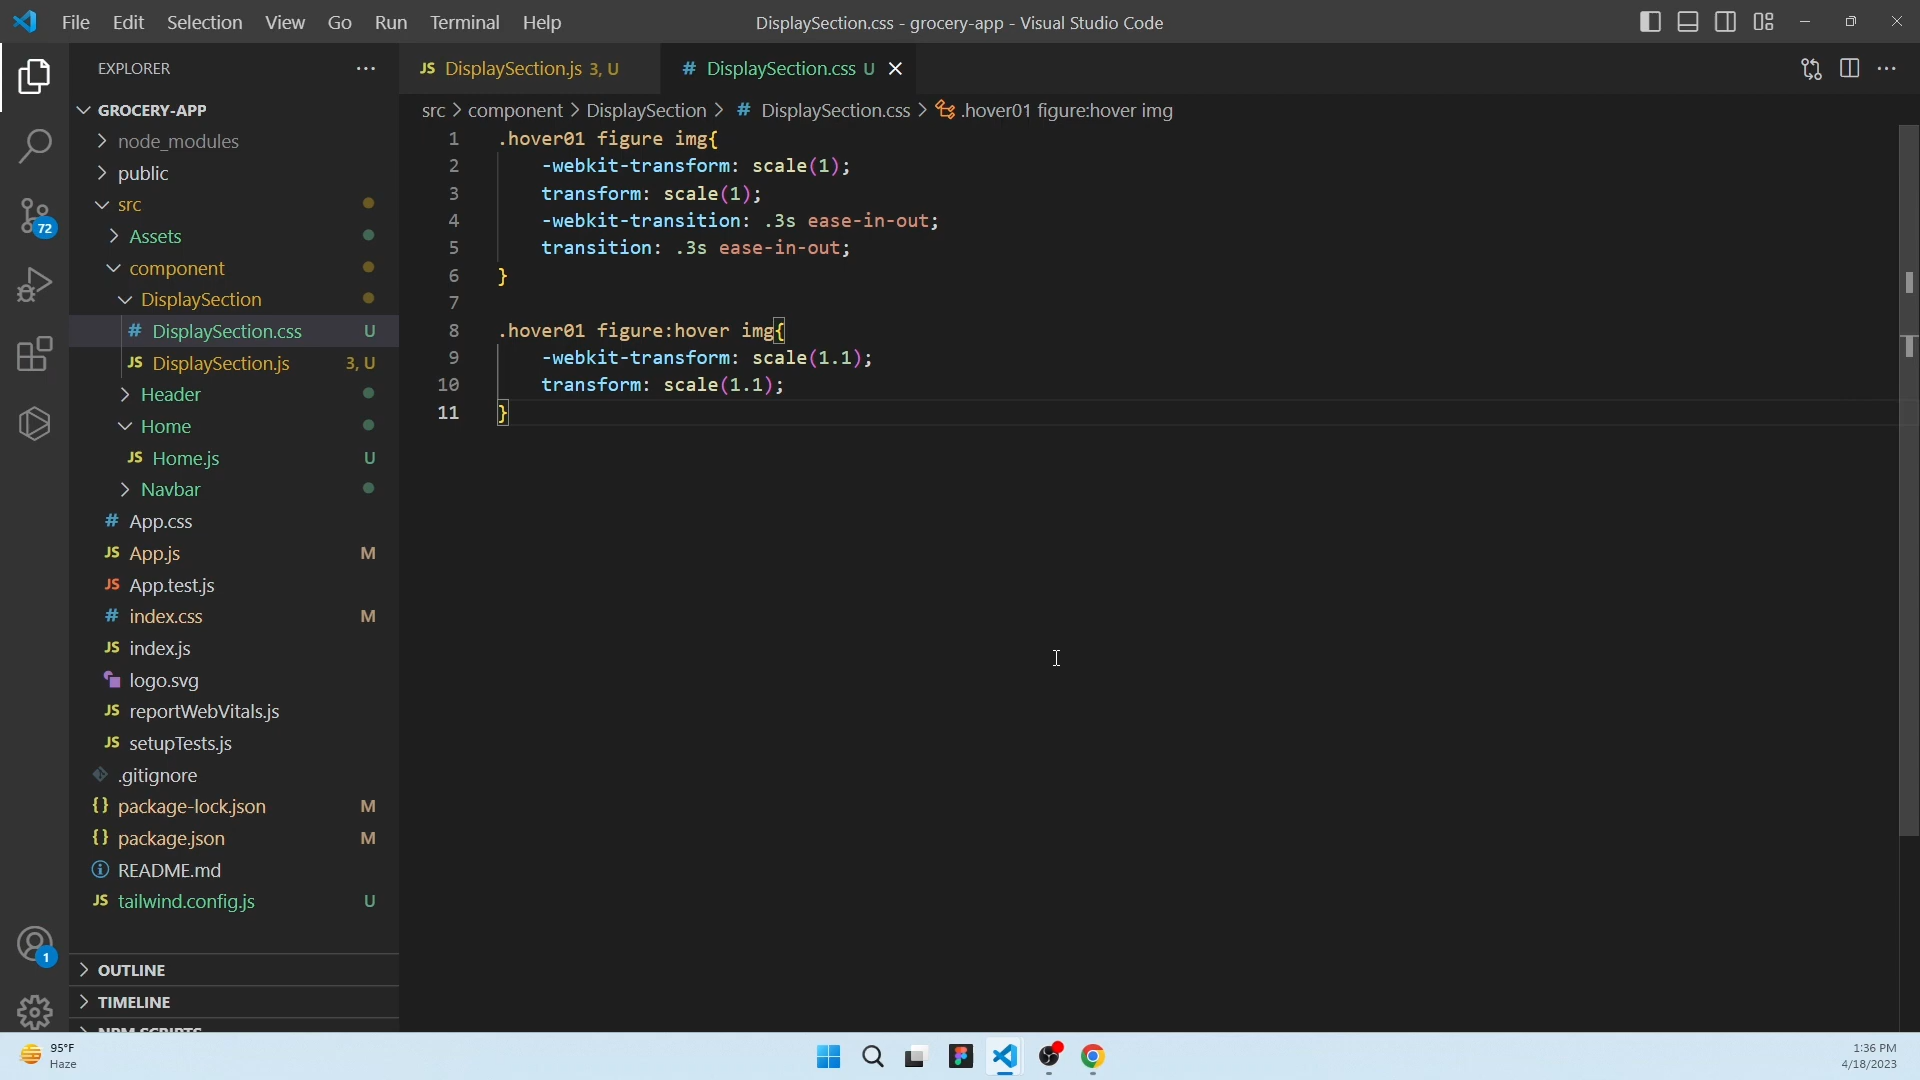 File Edit Selection View Go Run Terminal Help
DisplaySection.css - grocery-app - Visual Studio Code
EXPLORER
GROCERY-APP
node_modules
public
src
Assets
component
DisplaySection
# DisplaySection.css U
JS DisplaySection.js 3, U
Header
Home
JS Home.js U
Navbar
# App.css
JS App.js M
JS App.test.js
# index.css M
JS index.js
logo.svg
JS reportWebVitals.js
JS setupTests.js
.gitignore
{} package-lock.json M
{} package.json M
README.md
JS tailwind.config.js U
OUTLINE
TIMELINE
NPM SCRIPTS
72
1
JS DisplaySection.js 3, U
# DisplaySection.css U
src > component > DisplaySection > # DisplaySection.css > .hover01 figure:hover img
1 .hover01 figure img{
2 -webkit-transform: scale(1);
3 transform: scale(1);
4 -webkit-transition: .3s ease-in-out;
5 transition: .3s ease-in-out;
6 }
7
8 .hover01 figure:hover img{
9 -webkit-transform: scale(1.1);
10 transform: scale(1.1);
11 }
95°F
Haze
1:36 PM
4/18/2023